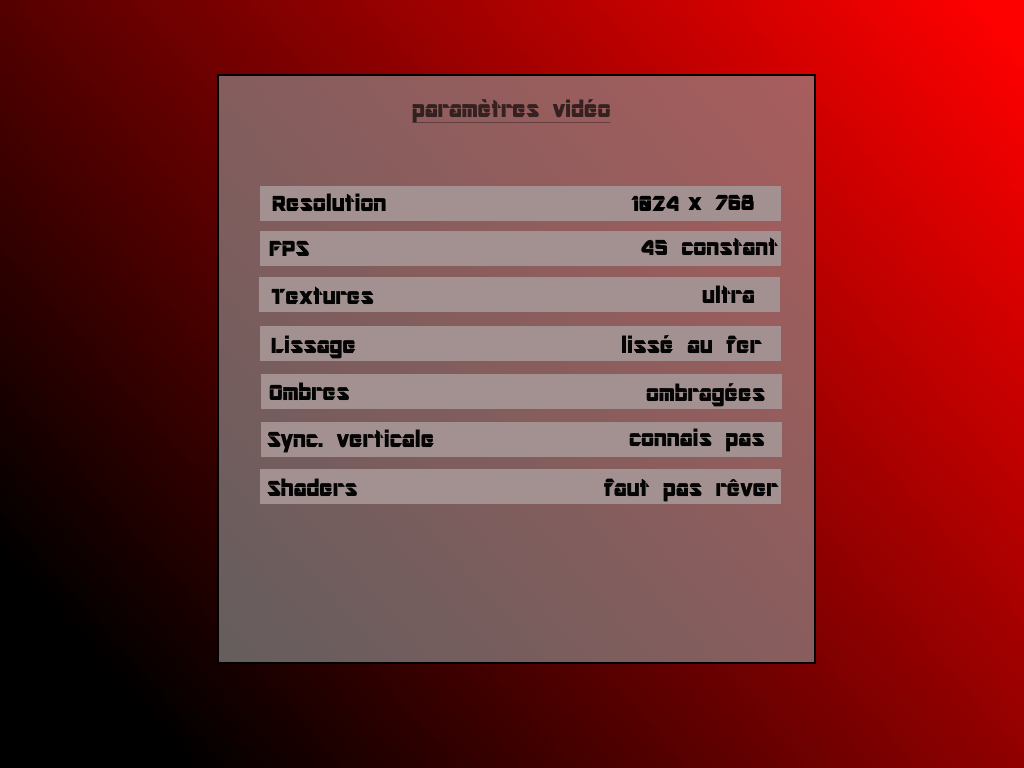 paramètres vidéo
Resolution 1024 x 768
FPS 45 constant
Textures ultra
Lissage lissé au fer
Ombres ombragées
Sync. verticale connais pas
Shaders faut pas rêver